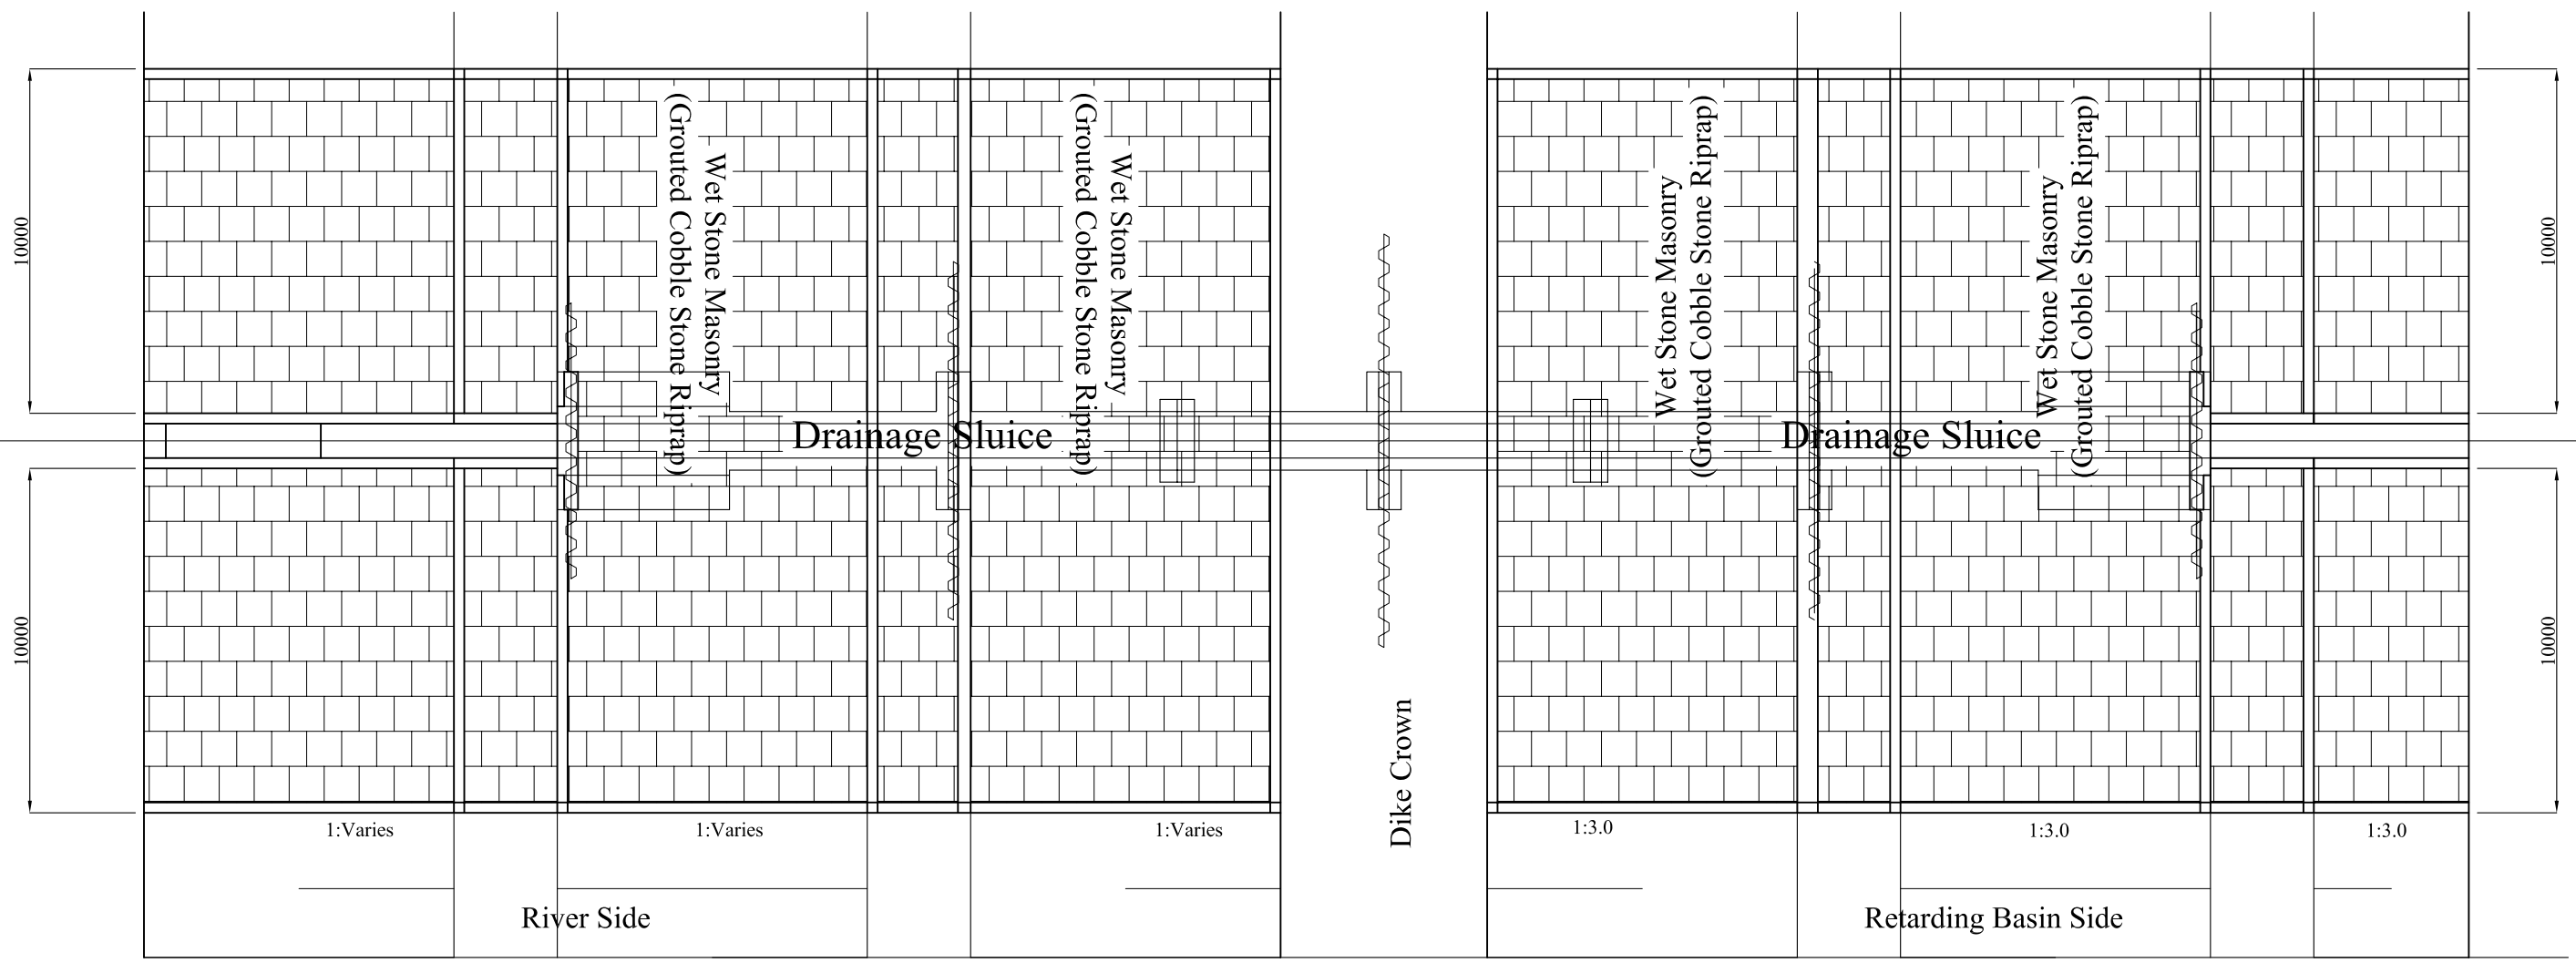 10000
10000
Wet Stone Masonry
(Grouted Cobble Stone Riprap)
Wet Stone Masonry
(Grouted Cobble Stone Riprap)
Wet Stone Masonry
(Grouted Cobble Stone Riprap)
Wet Stone Masonry
(Grouted Cobble Stone Riprap)
Drainage Sluice
Drainage Sluice
10000
10000
Dike Crown
1:Varies
1:Varies
1:Varies
1:3.0
1:3.0
1:3.0
River Side
Retarding Basin Side